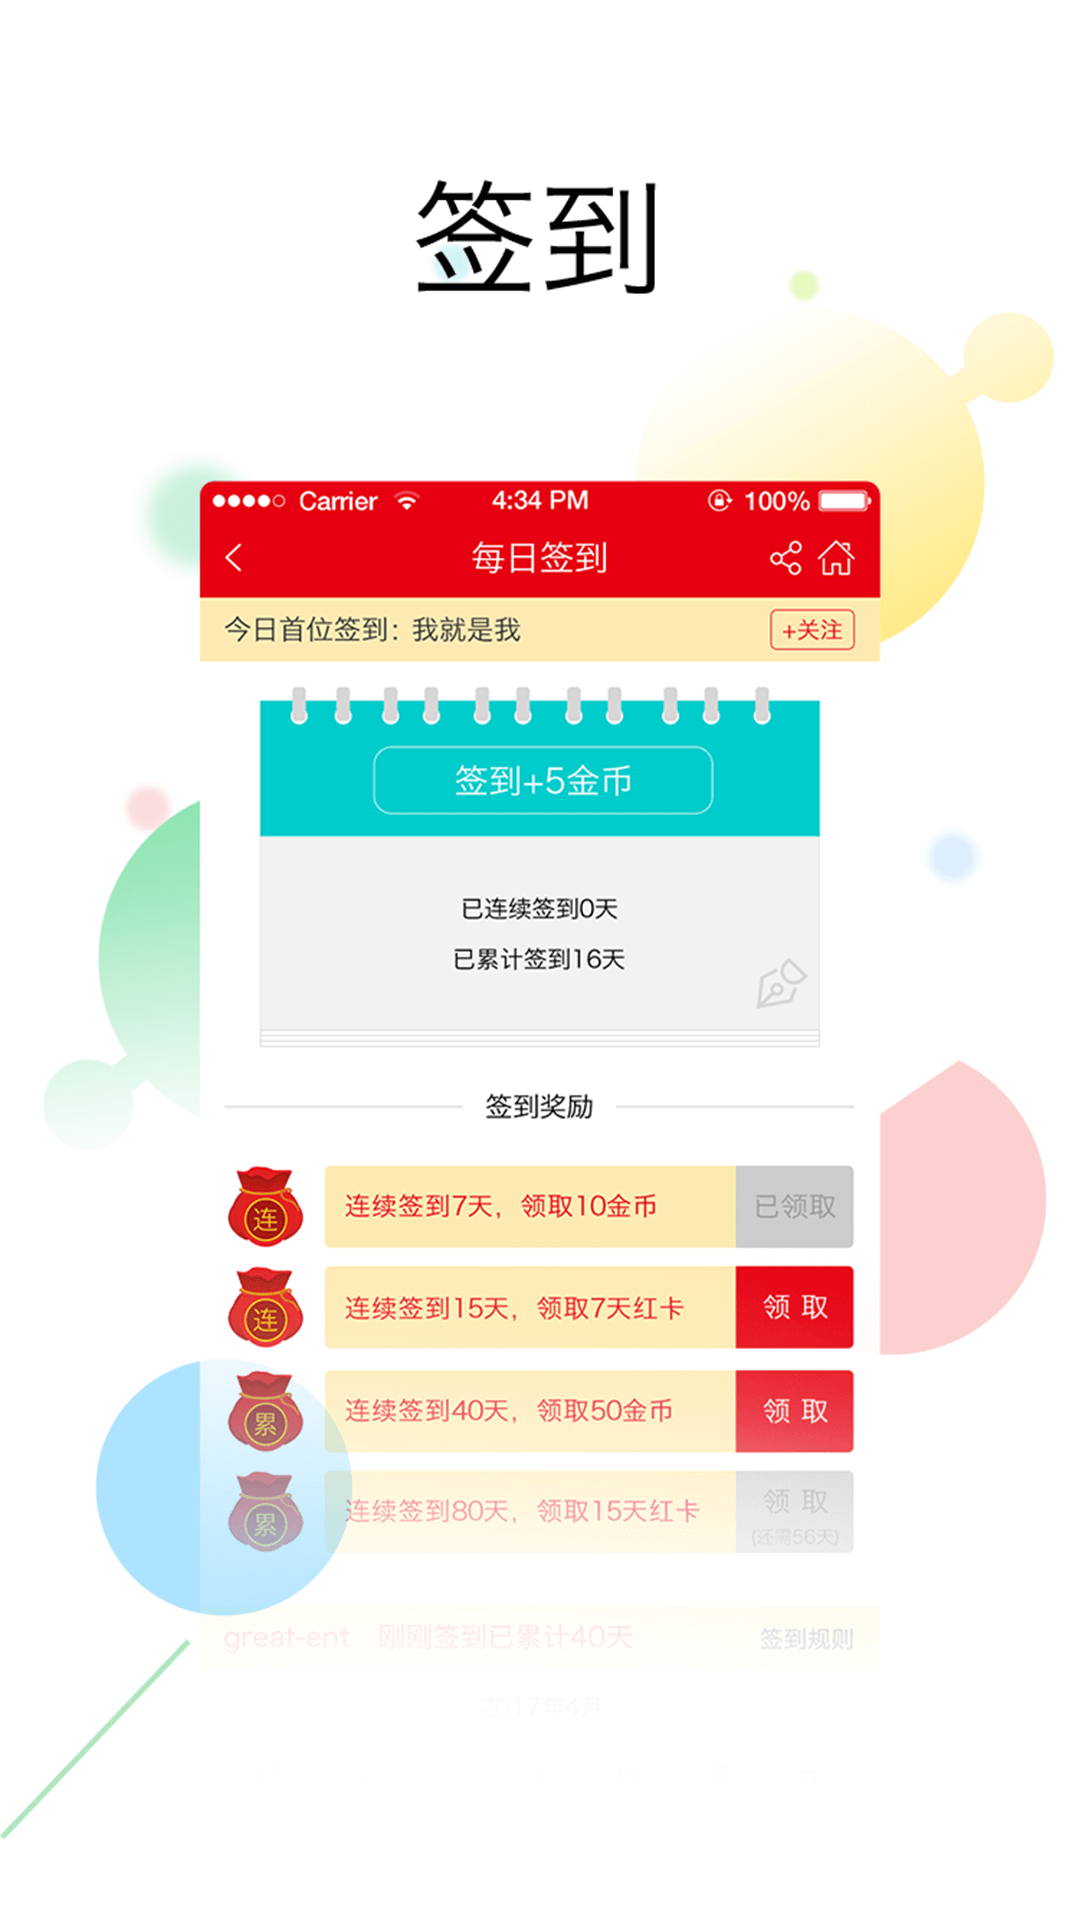 签到
Carrier 4:34 PM 100%
每日签到
今日首位签到：我就是我 +关注
签到+5金币
已连续签到0天
已累计签到16天
签到奖励
连 连续签到7天，领取10金币 已领取
连 连续签到15天，领取7天红卡 领 取
累 连续签到40天，领取50金币 领 取
累 连续签到80天，领取15天红卡 领 取
(还需56天)
great-ent 刚刚签到已累计40天 签到规则
2017年4月